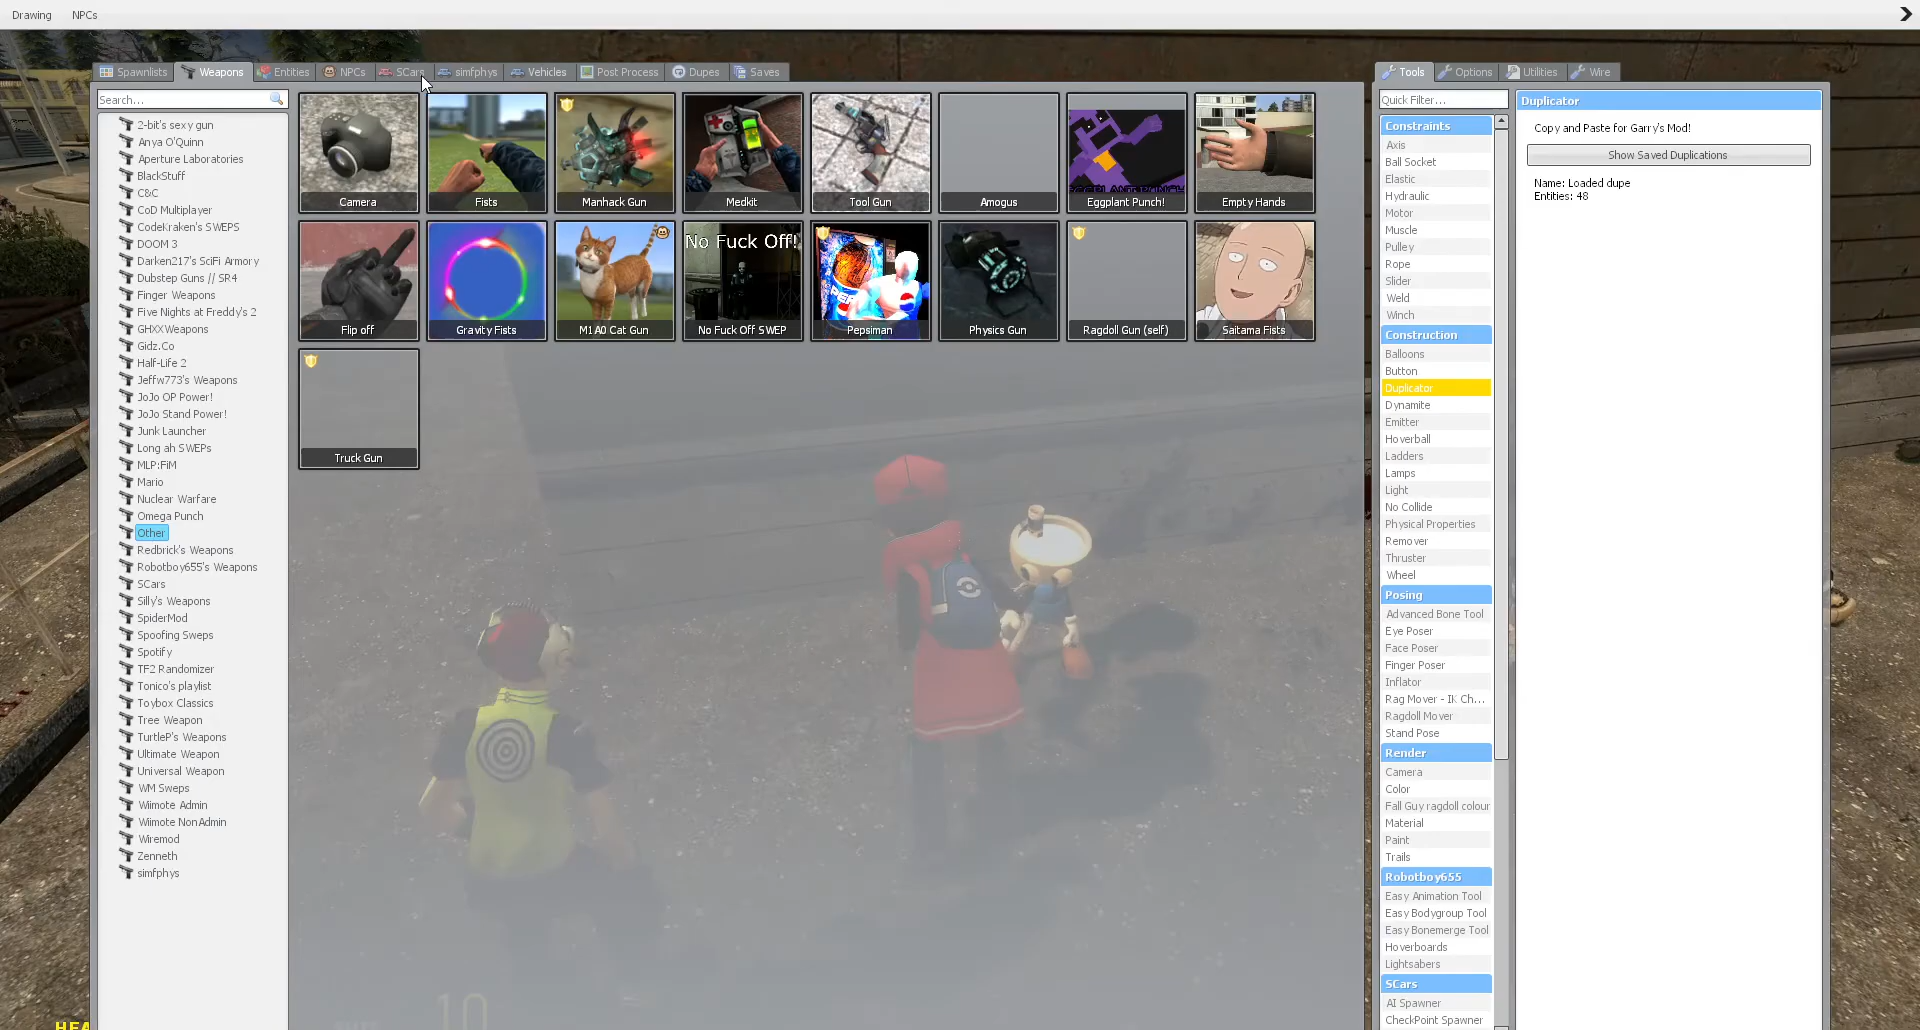 Drawing NPCs
Spawnlists Weapons Entities NPCs SCars simfphys Vehicles Post Process Dupes Saves
Search...
2-bit's sexy gun
Anya O'Quinn
Aperture Laboratories
BlackStuff
C&C
CoD Multiplayer
CodeKraken's SWEPS
DOOM 3
Darken217's SciFi Armory
Dubstep Guns // SR4
Finger Weapons
Five Nights at Freddy's 2
GHXXWeapons
Gidz.Co
Half-Life 2
Jeffw773's Weapons
JoJo OP Power!
JoJo Stand Power!
Junk Launcher
Long ah SWEPs
MLP:FiM
Mario
Nuclear Warfare
Omega Punch
Other
Redbrick's Weapons
Robotboy655's Weapons
SCars
Silly's Weapons
SpiderMod
Spoofing Sweps
Spotify
TF2 Randomizer
Tonico's playlist
Toybox Classics
Tree Weapon
TurtleP's Weapons
Ultimate Weapon
Universal Weapon
WM Sweps
Wiimote Admin
Wiimote NonAdmin
Wiremod
Zenneth
simfphys
Camera
Fists
Manhack Gun
Medkit
Tool Gun
Amogus
EGGPLANT PUNCH!
Eggplant Punch!
Empty Hands
Flip off
Gravity Fists
M1A0 Cat Gun
No Fuck Off!
No Fuck Off SWEP
PEPSI
Pepsiman
Physics Gun
Ragdoll Gun (self)
Saitama Fists
Truck Gun
10
HEA
Tools Options Utilities Wire
Quick Filter...
Constraints
Axis
Ball Socket
Elastic
Hydraulic
Motor
Muscle
Pulley
Rope
Slider
Weld
Winch
Construction
Balloons
Button
Duplicator
Dynamite
Emitter
Hoverball
Ladders
Lamps
Light
No Collide
Physical Properties
Remover
Thruster
Wheel
Posing
Advanced Bone Tool
Eye Poser
Face Poser
Finger Poser
Inflator
Rag Mover - IK Ch...
Ragdoll Mover
Stand Pose
Render
Camera
Color
Fall Guy ragdoll colour
Material
Paint
Trails
Robotboy655
Easy Animation Tool
Easy Bodygroup Tool
Easy Bonemerge Tool
Hoverboards
Lightsabers
SCars
AI Spawner
CheckPoint Spawner
Duplicator
Copy and Paste for Garry's Mod!
Show Saved Duplications
Name: Loaded dupe
Entities: 48